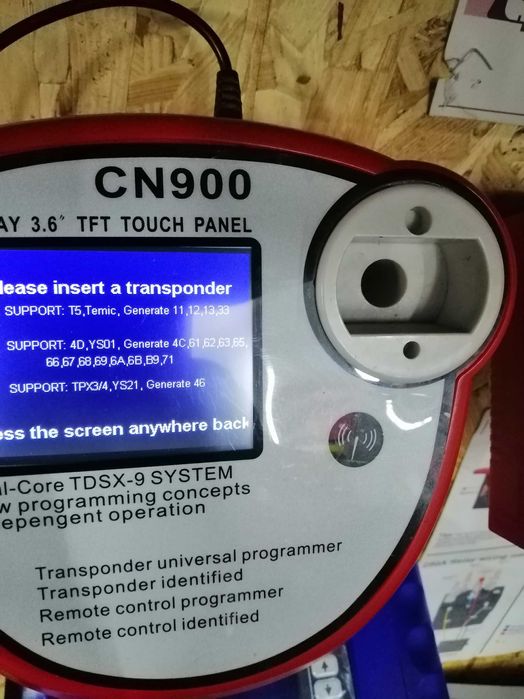 CN900
AY 3.6″ TFT TOUCH PANEL
lease insert a transponder
SUPPORT: T5,Temic, Generate 11,12,13,33
SUPPORT: 4D,YS01, Generate 4C,61,62,63,65,
66,67,68,69,6A,6B,B9,71
SUPPORT: TPX3/4,YS21, Generate 46
ess the screen anywhere back
l-Core TDSX-9 SYSTEM
w programming concepts
epengent operation
Transponder universal programmer
Transponder identified
Remote control programmer
Remote control identified